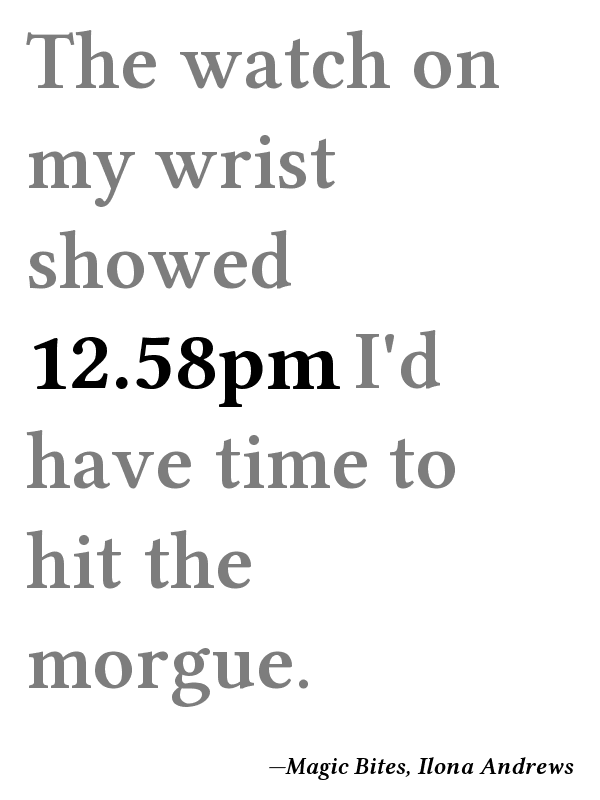 The watch on
my wrist
showed
12.58pm I'd
have time to
hit the
morgue.
—Magic Bites, Ilona Andrews